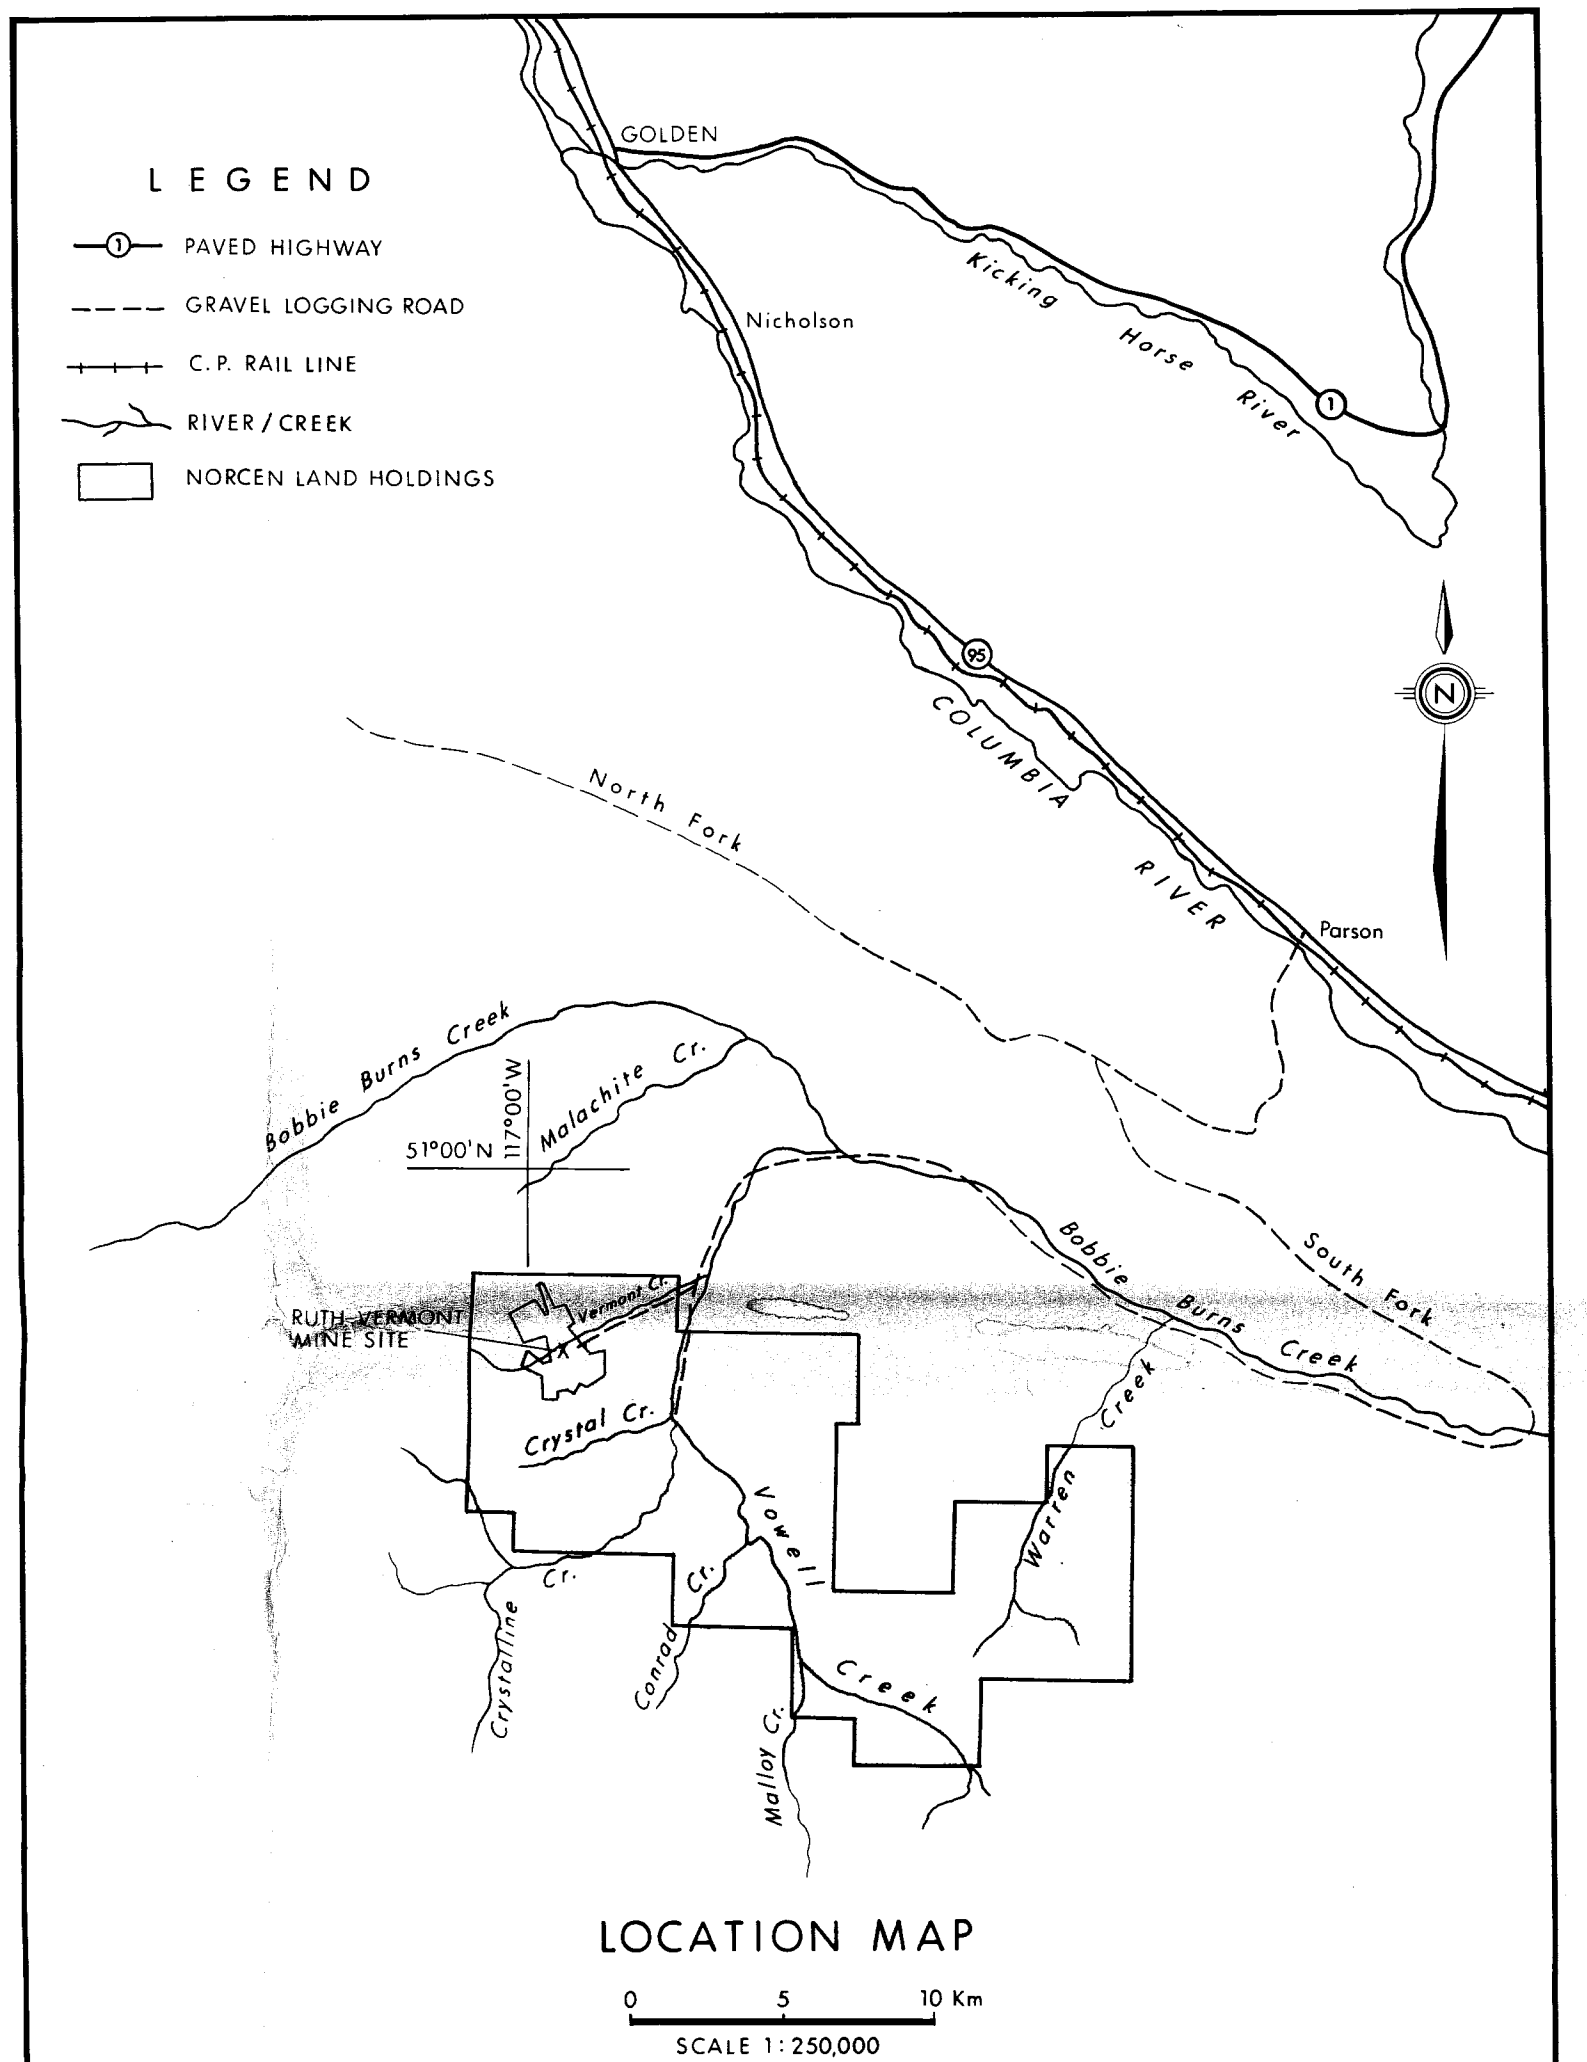 GOLDEN
LEGEND
1 PAVED HIGHWAY
GRAVEL LOGGING ROAD
C.P. RAIL LINE
RIVER / CREEK
NORCEN LAND HOLDINGS
Kicking Horse River
Nicholson
1
95
N
COLUMBIA RIVER
North Fork
Parson
Bobbie Burns Creek
Malachite Cr.
117°00'W
51°00'N
Bobbie Burns Creek
South Fork
Vermont Cr.
RUTH-VERMONT
MINE SITE
X
Crystal Cr.
Warren Creek
Vowell Creek
Crystalline Cr.
Conrad Cr.
Malloy Cr.
LOCATION MAP
0 5 10 Km
SCALE 1:250,000